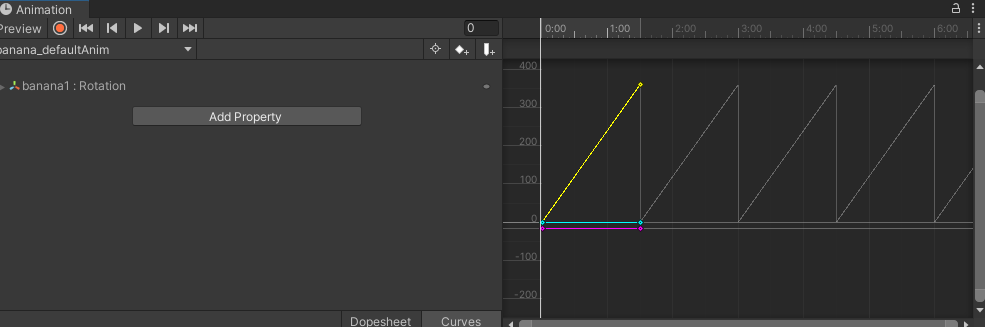 Animation
Preview 0 0:00 1:00 2:00 3:00 4:00 5:00 6:00
banana_defaultAnim
banana1 : Rotation
Add Property
400
300
200
100
0
-100
-200
Dopesheet Curves